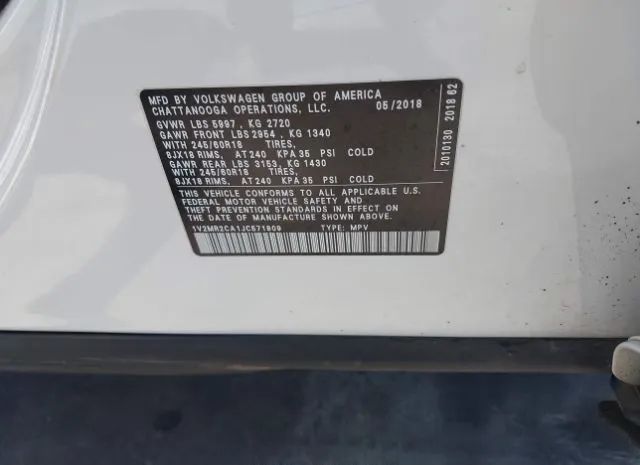 MFD BY VOLKSWAGEN GROUP OF AMERICA
CHATTANOOGA OPERATIONS, LLC. 05/2018
GVWR LBS 5997 , KG 2720
GAWR FRONT LBS 2954 , KG 1340
WITH 245/60R18 TIRES,
8JX18 RIMS, AT 240 KPA 35 PSI COLD
GAWR REAR LBS 3153, KG 1430
WITH 245/60R18 TIRES,
8JX18 RIMS, AT 240 KPA 35 PSI COLD
THIS VEHICLE CONFORMS TO ALL APPLICABLE U.S.
FEDERAL MOTOR VEHICLE SAFETY AND
THEFT PREVENTION STANDARDS IN EFFECT
ON THE DATE OF MANUFACTURE SHOWN ABOVE.
1V2MR2CA1JC571909 TYPE: MPV
2010130 2018 62